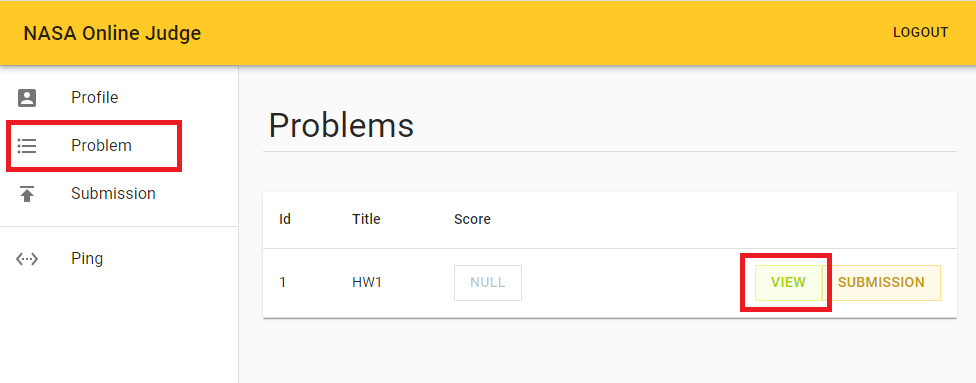 NASA Online Judge
LOGOUT
Profile
Problem
Submission
Ping
Problems
Id Title Score
1 HW1 NULL VIEW SUBMISSION